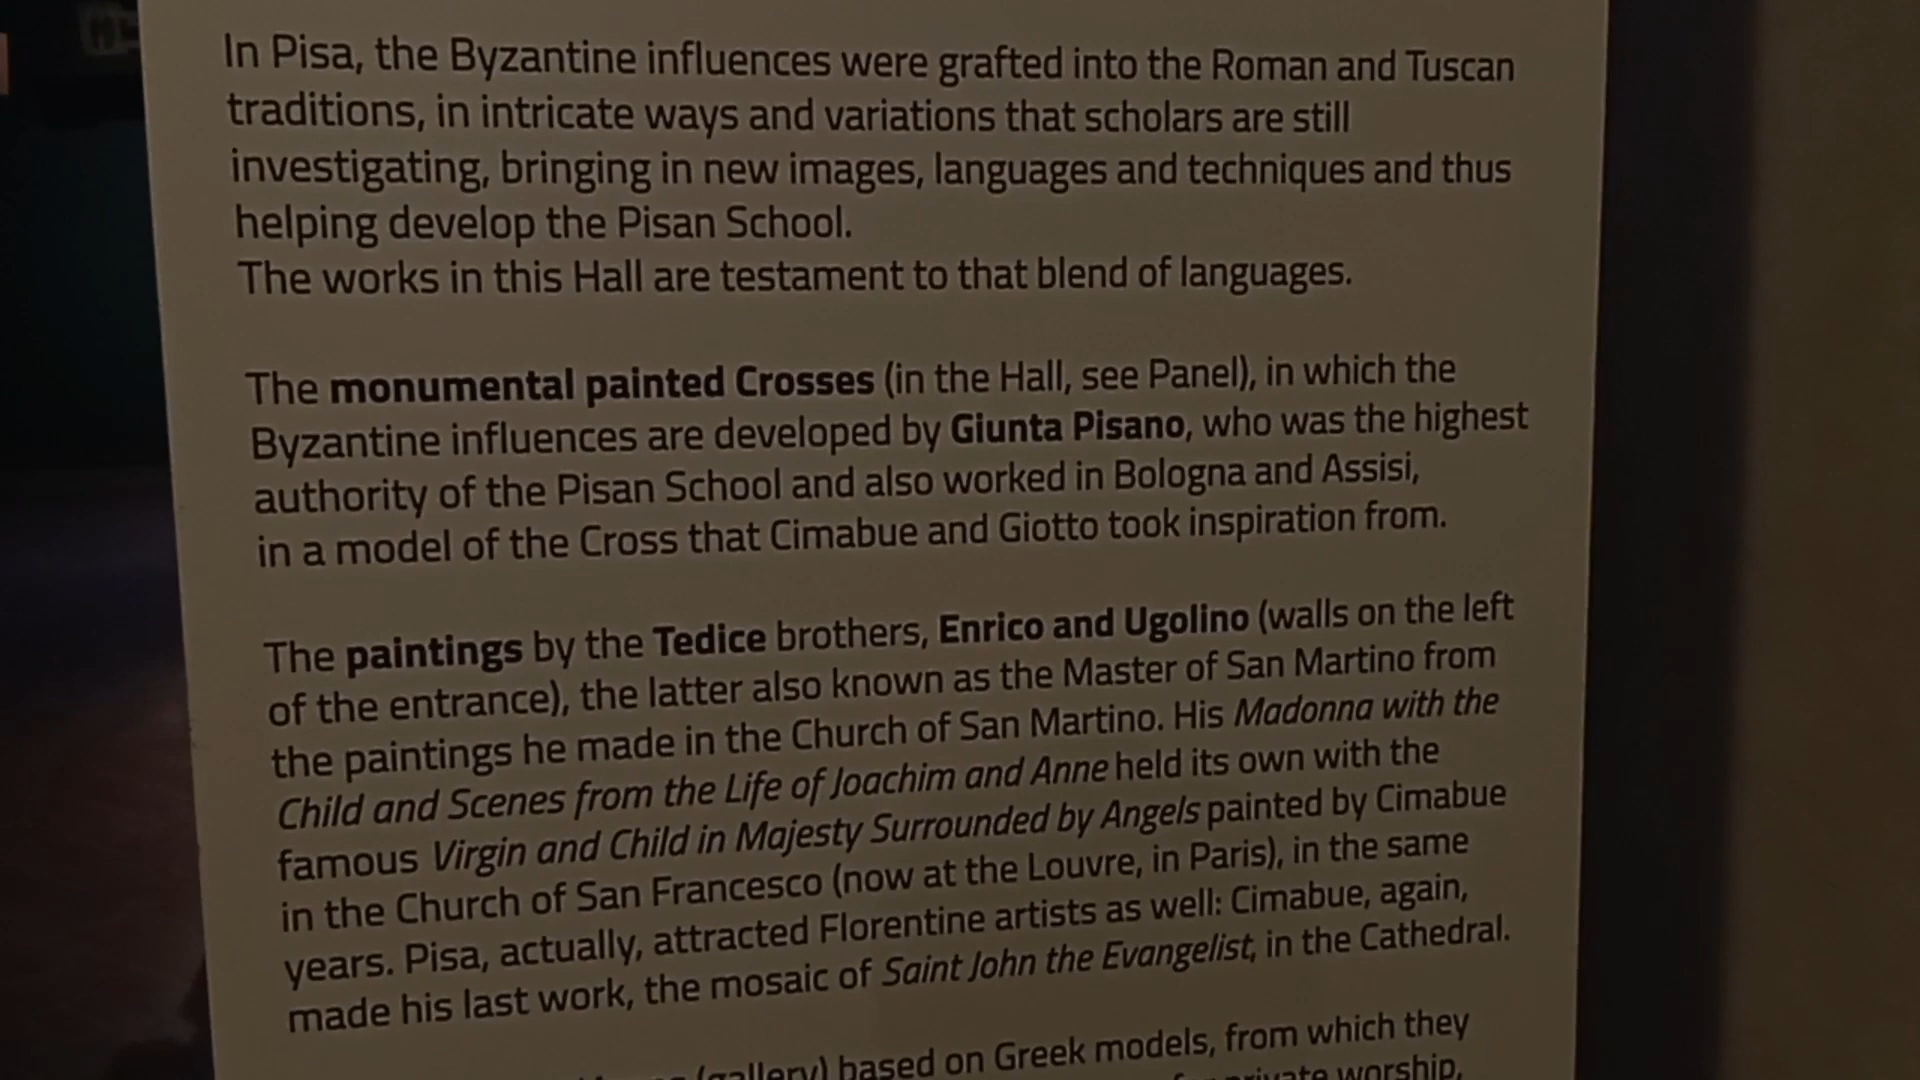 In Pisa, the Byzantine influences were grafted into the Roman and Tuscan
traditions, in intricate ways and variations that scholars are still
investigating, bringing in new images, languages and techniques and thus
helping develop the Pisan School.
The works in this Hall are testament to that blend of languages.
The monumental painted Crosses (in the Hall, see Panel), in which the
Byzantine influences are developed by Giunta Pisano, who was the highest
authority of the Pisan School and also worked in Bologna and Assisi,
in a model of the Cross that Cimabue and Giotto took inspiration from.
The paintings by the Tedice brothers, Enrico and Ugolino (walls on the left
of the entrance), the latter also known as the Master of San Martino from
the paintings he made in the Church of San Martino. His Madonna with the
Child and Scenes from the Life of Joachim and Anne held its own with the
famous Virgin and Child in Majesty Surrounded by Angels painted by Cimabue
in the Church of San Francesco (now at the Louvre, in Paris), in the same
years. Pisa, actually, attracted Florentine artists as well: Cimabue, again,
made his last work, the mosaic of Saint John the Evangelist, in the Cathedral.
(gallery) based on Greek models, from which they
private worship,